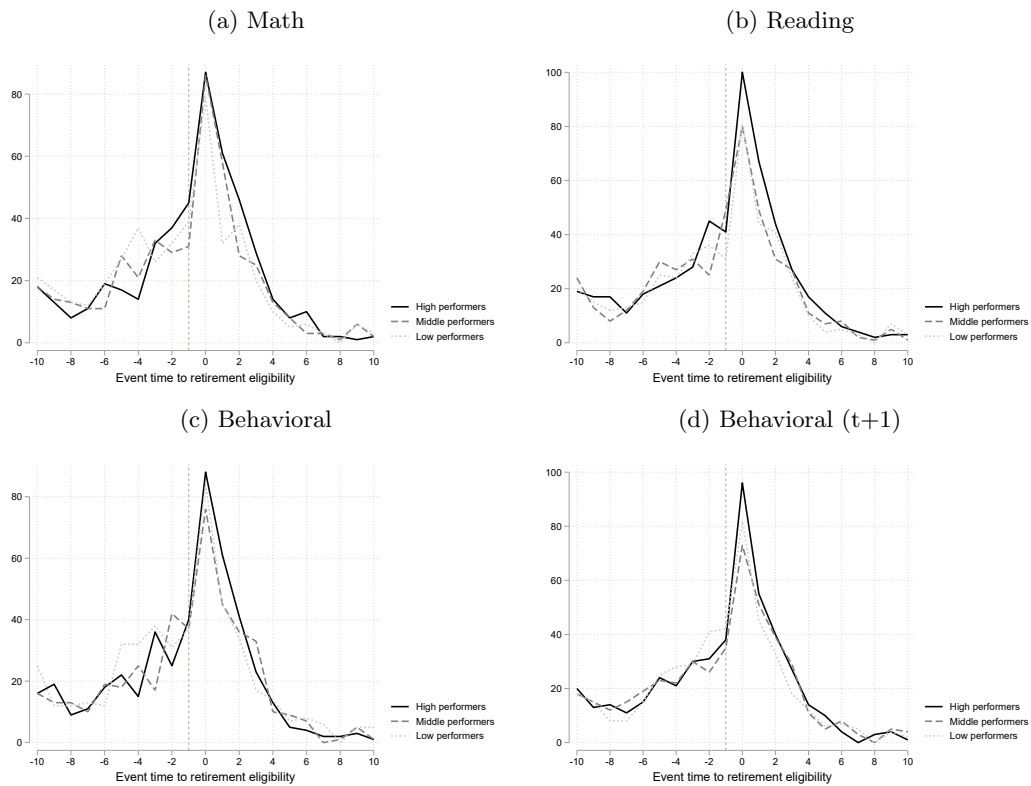 (a) Math
80
60
40
20
0
-10 -8 -6 -4 -2 0 2 4 6 8 10
Event time to retirement eligibility
High performers
Middle performers
Low performers
(b) Reading
100
80
60
40
20
0
-10 -8 -6 -4 -2 0 2 4 6 8 10
Event time to retirement eligibility
High performers
Middle performers
Low performers
(c) Behavioral
80
60
40
20
0
-10 -8 -6 -4 -2 0 2 4 6 8 10
Event time to retirement eligibility
High performers
Middle performers
Low performers
(d) Behavioral (t+1)
100
80
60
40
20
0
-10 -8 -6 -4 -2 0 2 4 6 8 10
Event time to retirement eligibility
High performers
Middle performers
Low performers